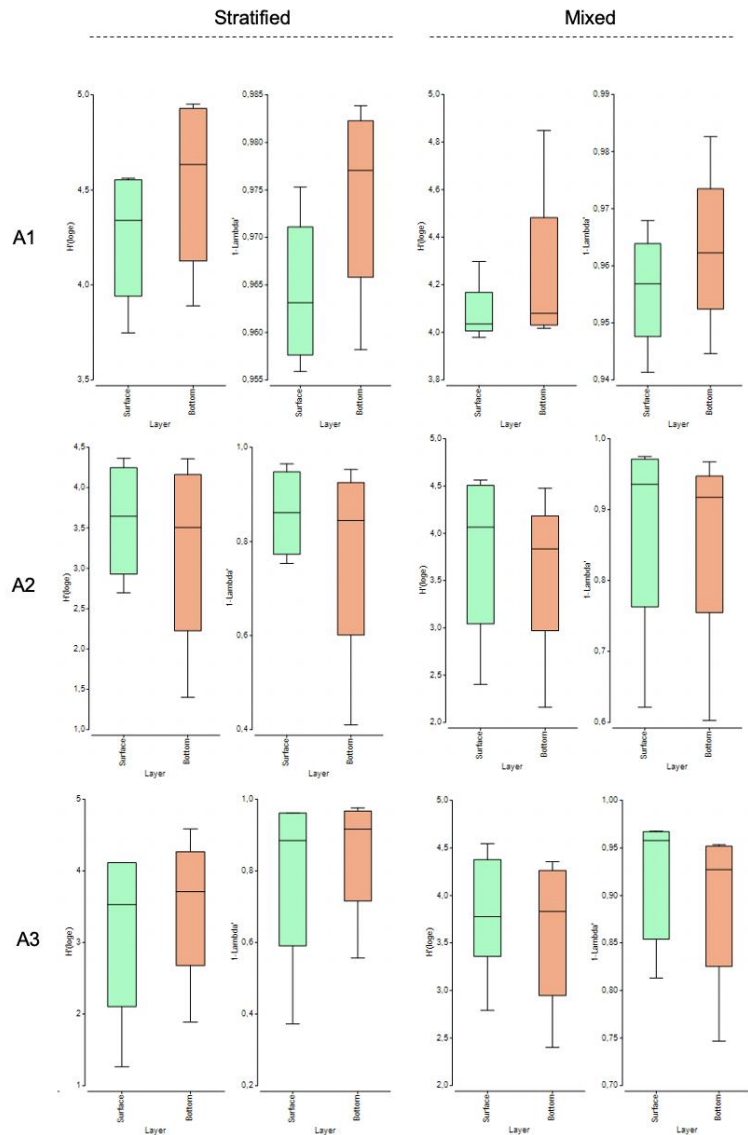 Stratified
Mixed
A1
5,0
4,5
4,0
3,5
H'(loge)
Surface
Bottom
Layer
0,985
0,980
0,975
0,970
0,965
0,960
0,955
1-Lambda'
Surface
Bottom
Layer
5,0
4,8
4,6
4,4
4,2
4,0
3,8
H'(loge)
Surface
Bottom
Layer
0,99
0,98
0,97
0,96
0,95
0,94
1-Lambda'
Surface
Bottom
Layer
A2
4,5
4,0
3,5
3,0
2,5
2,0
1,5
1,0
H'(loge)
Surface
Bottom
Layer
1,0
0,8
0,6
0,4
1-Lambda'
Surface
Bottom
Layer
5,0
4,5
4,0
3,5
3,0
2,5
2,0
H'(loge)
Surface
Bottom
Layer
1,0
0,9
0,8
0,7
0,6
1-Lambda'
Surface
Bottom
Layer
A3
5
4
3
2
1
H'(loge)
Surface
Bottom
Layer
1,0
0,8
0,6
0,4
0,2
1-Lambda'
Surface
Bottom
Layer
5,0
4,5
4,0
3,5
3,0
2,5
2,0
H'(loge)
Surface
Bottom
Layer
1,00
0,95
0,90
0,85
0,80
0,75
0,70
1-Lambda'
Surface
Bottom
Layer